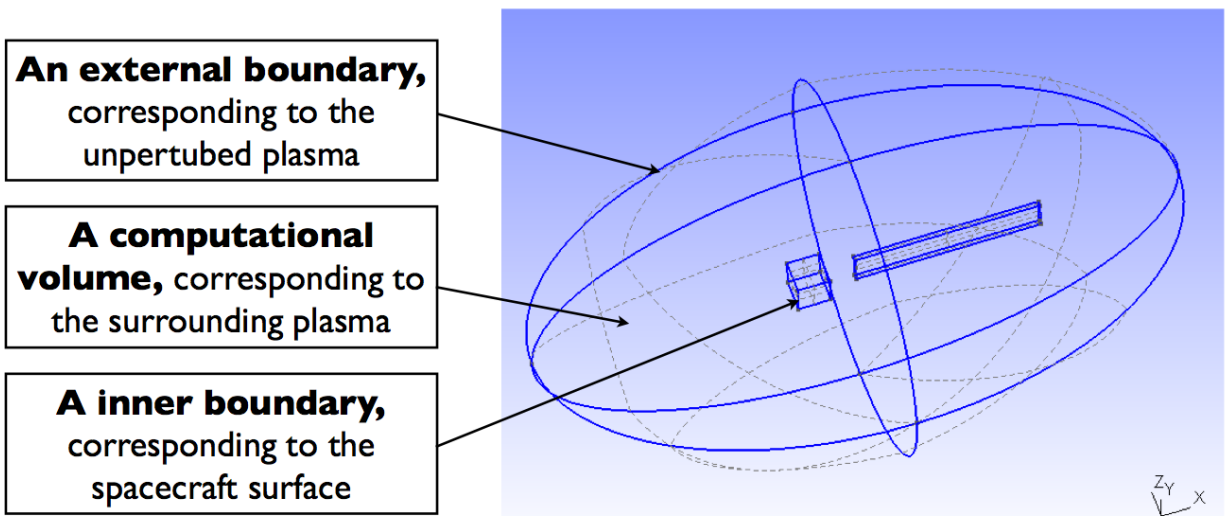 An external boundary,
corresponding to the
unpertubed plasma
A computational
volume, corresponding to
the surrounding plasma
A inner boundary,
corresponding to the
spacecraft surface
Z
Y
X